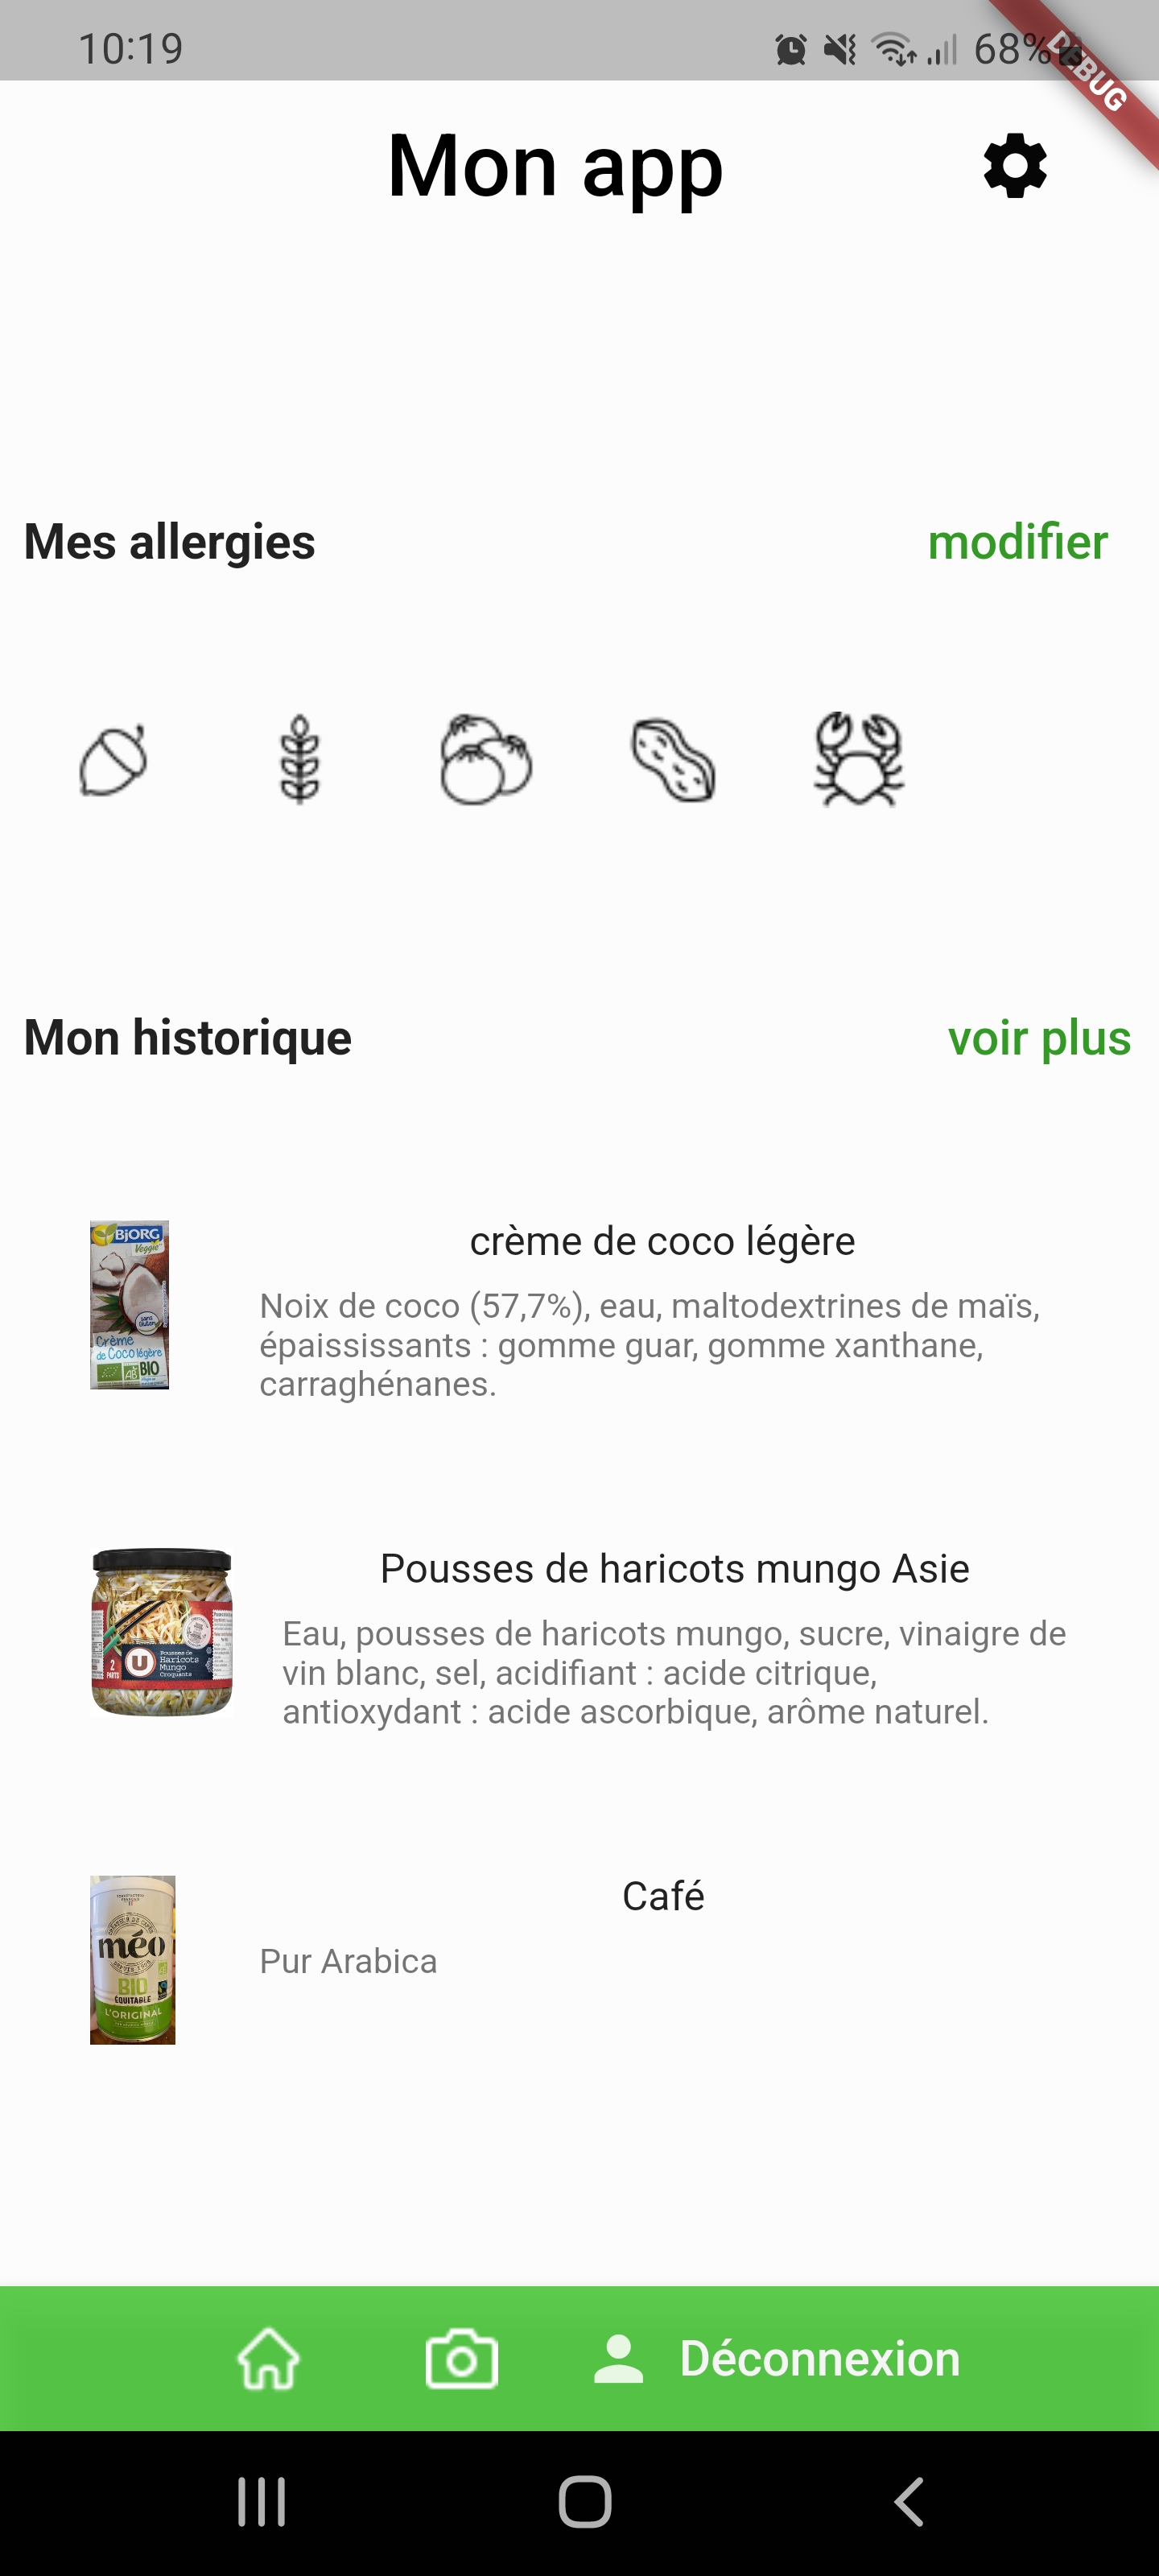 10:19
68%
DEBUG
Mon app
Mes allergies
modifier
Mon historique
voir plus
BJORG
Veggie
Crème
de Coco légère
BIO
crème de coco légère
Noix de coco (57,7%), eau, maltodextrines de maïs,
épaississants : gomme guar, gomme xanthane,
carraghénanes.
U
Pousses de
Haricots
Mungo
Croquants
2
Pousses de haricots mungo Asie
Eau, pousses de haricots mungo, sucre, vinaigre de
vin blanc, sel, acidifiant : acide citrique,
antioxydant : acide ascorbique, arôme naturel.
méo
BIO
ÉQUITABLE
L'ORIGINAL
Café
Pur Arabica
Déconnexion